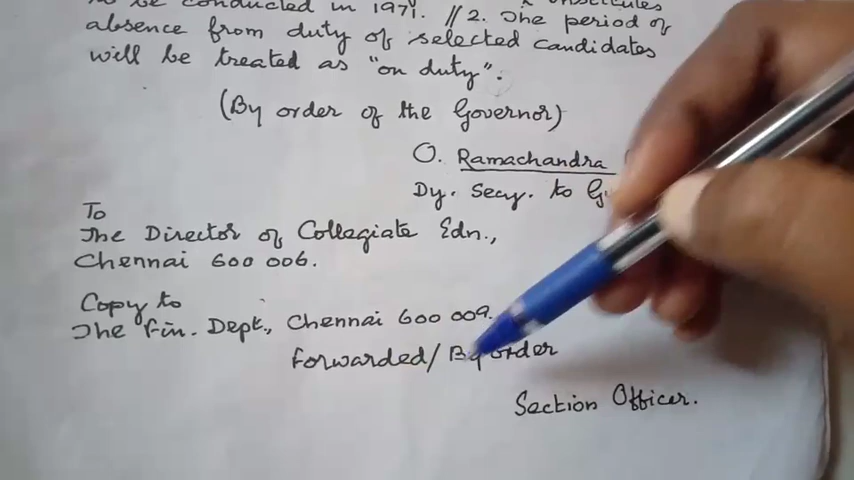 be conducted in 1971.
absence from duty of selected candidates // 2. The period of
will be treated as "on duty".
(By order of the Governor)
O. Ramachandra
Dy. Secy. to
To
The Director of Collegiate Edn.,
Chennai 600 006.
Copy to
The Fin. Dept., Chennai 600 009.
Forwarded/ By order
Section Officer.